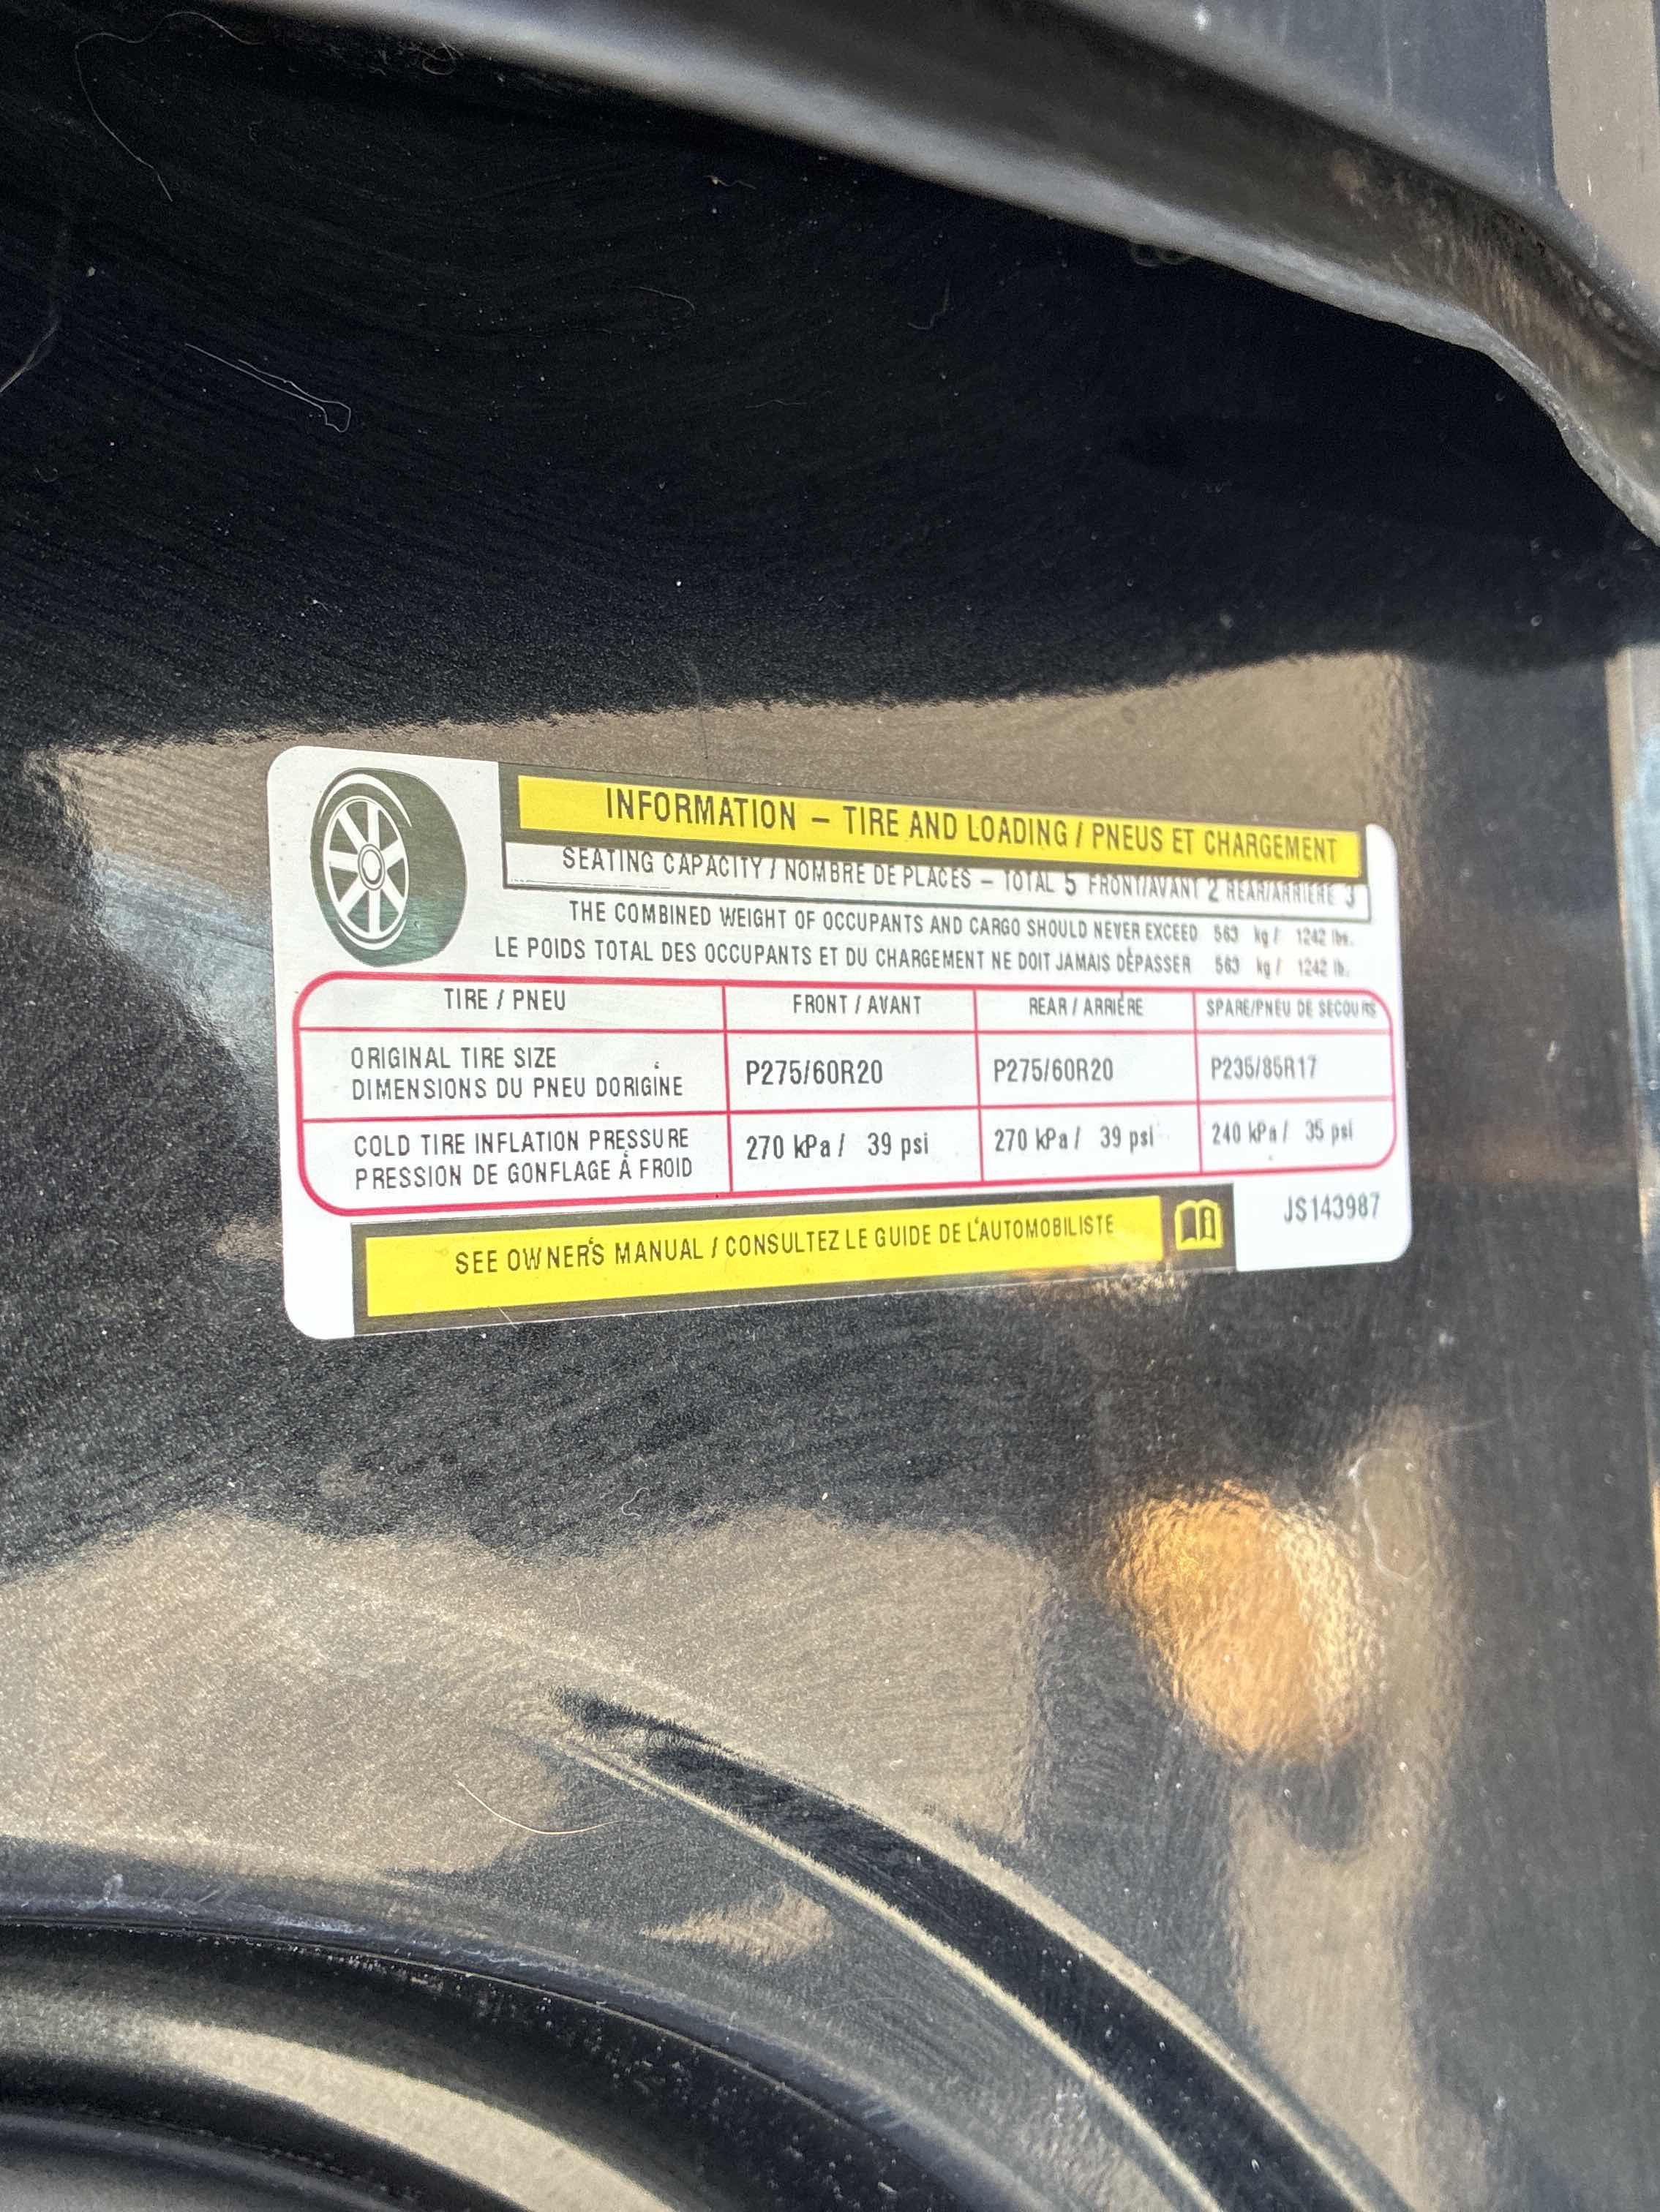 INFORMATION – TIRE AND LOADING / PNEUS ET CHARGEMENT
SEATING CAPACITY / NOMBRE DE PLACES – TOTAL 5 FRONT/AVANT 2 REAR/ARRIÈRE 3
THE COMBINED WEIGHT OF OCCUPANTS AND CARGO SHOULD NEVER EXCEED 563 kg / 1242 lbs.
LE POIDS TOTAL DES OCCUPANTS ET DU CHARGEMENT NE DOIT JAMAIS DÉPASSER 563 kg / 1242 lb.
TIRE / PNEU FRONT / AVANT REAR / ARRIÈRE SPARE/PNEU DE SECOURS
ORIGINAL TIRE SIZE
DIMENSIONS DU PNEU D'ORIGINE P275/60R20 P275/60R20 P235/85R17
COLD TIRE INFLATION PRESSURE
PRESSION DE GONFLAGE À FROID 270 kPa / 39 psi 270 kPa / 39 psi 240 kPa / 35 psi
SEE OWNER'S MANUAL / CONSULTEZ LE GUIDE DE L'AUTOMOBILISTE
JS143987